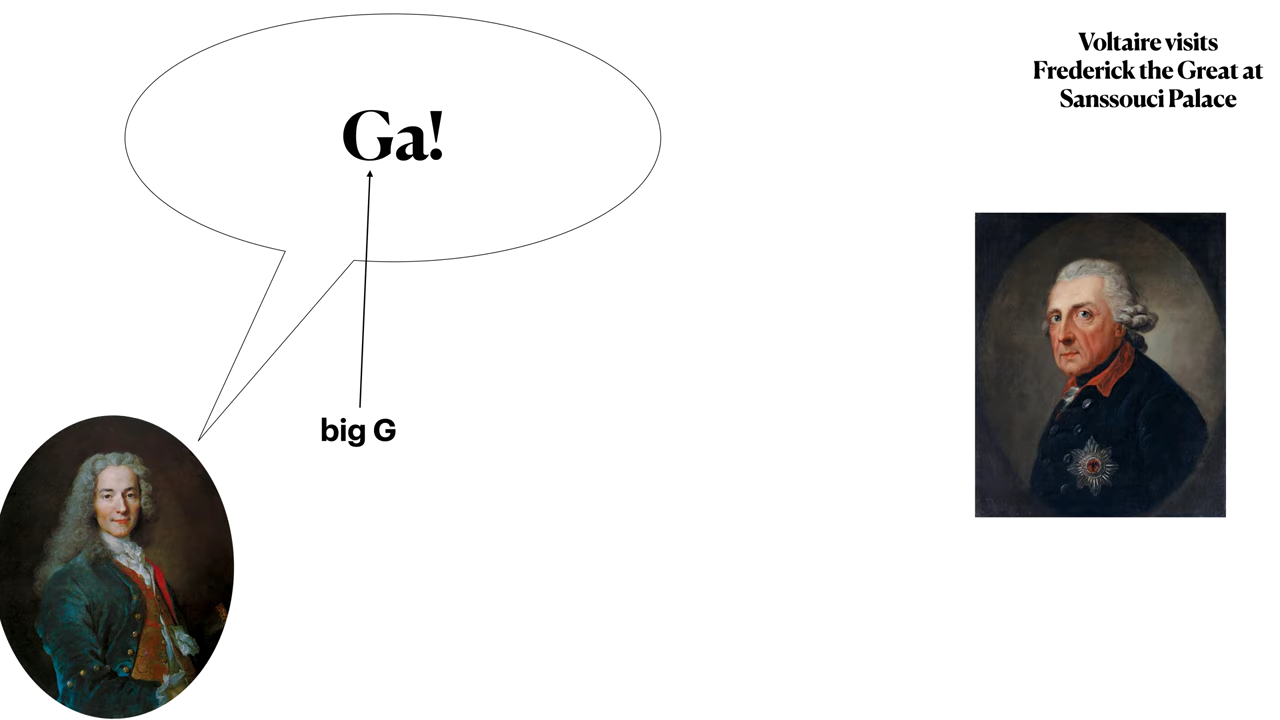 Ga!
big G
Voltaire visits
Frederick the Great at
Sanssouci Palace